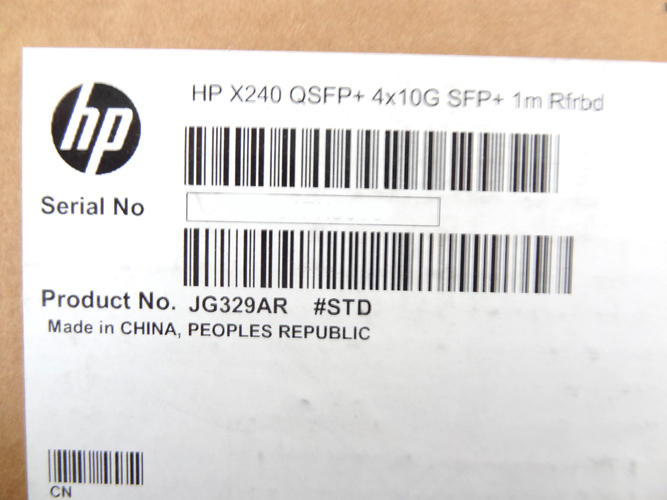 HP X240 QSFP+ 4x10G SFP+ 1m Rfrbd
hp
Serial No
Product No. JG329AR #STD
Made in CHINA, PEOPLES REPUBLIC
CN